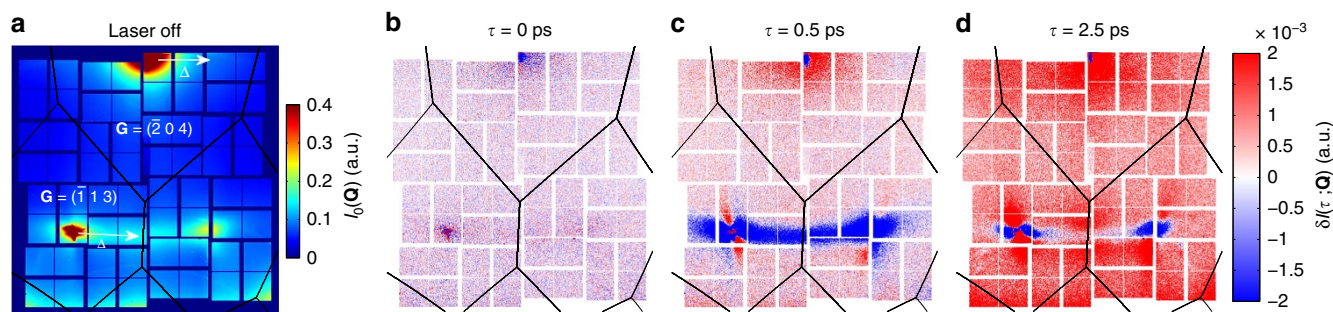 a
Laser off
Δ
G = (2̅ 0 4)
G = (1̅ 1 3)
Δ
0.4
0.3
0.2
0.1
0
I₀(Q) (a.u.)
b
τ = 0 ps
c
τ = 0.5 ps
d
τ = 2.5 ps
× 10⁻³
2
1.5
1
0.5
0
−0.5
−1
−1.5
−2
δI(τ ;Q) (a.u.)